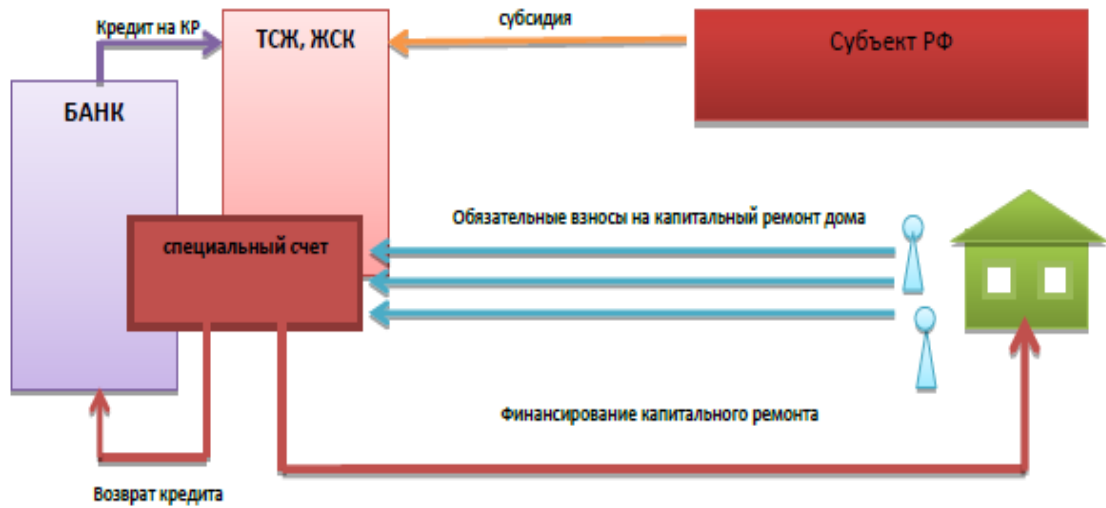 Кредит на КР
ТСЖ, ЖСК
субсидия
Субъект РФ
БАНК
Обязательные взносы на капитальный ремонт дома
специальный счет
Финансирование капитального ремонта
Возврат кредита